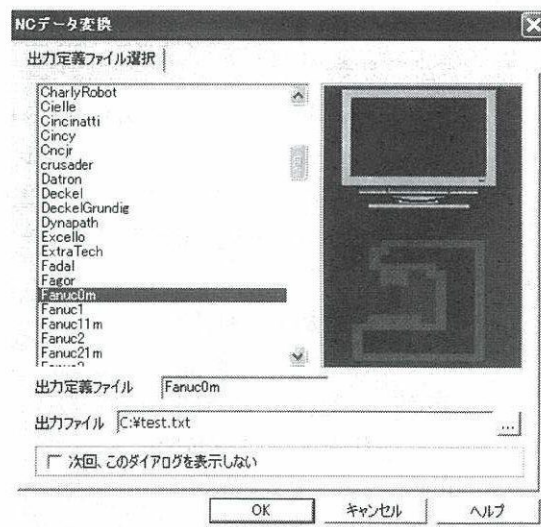 NCデータ変換
出力定義ファイル選択
CharlyRobot
Cielle
Cincinatti
Cincy
Cncjr
crusader
Datron
Deckel
DeckelGrundig
Dynapath
Excello
ExtraTech
Fadal
Fagor
Fanuc0m
Fanuc1
Fanuc11m
Fanuc2
Fanuc21m
出力定義ファイル Fanuc0m
出力ファイル C:¥test.txt ...
次回、このダイアログを表示しない
OK キャンセル ヘルプ